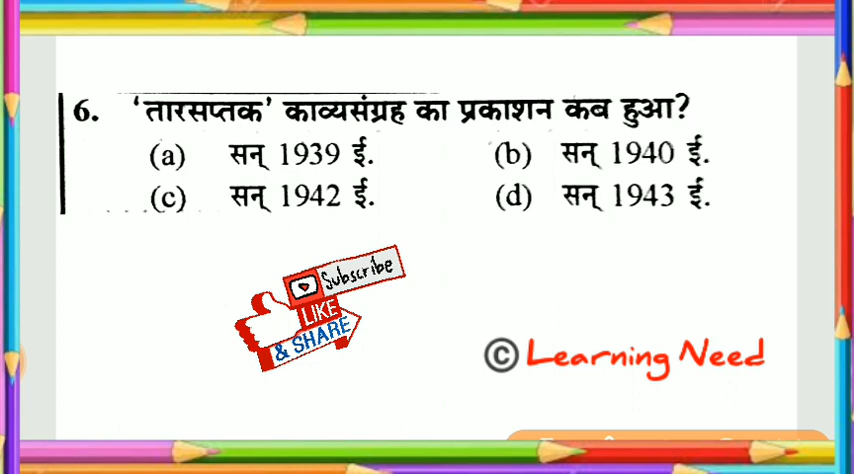 6. 'तारसप्तक' काव्यसंग्रह का प्रकाशन कब हुआ?
(a) सन् 1939 ई. (b) सन् 1940 ई.
(c) सन् 1942 ई. (d) सन् 1943 ई.
Subscribe
LIKE
& SHARE
© Learning Need